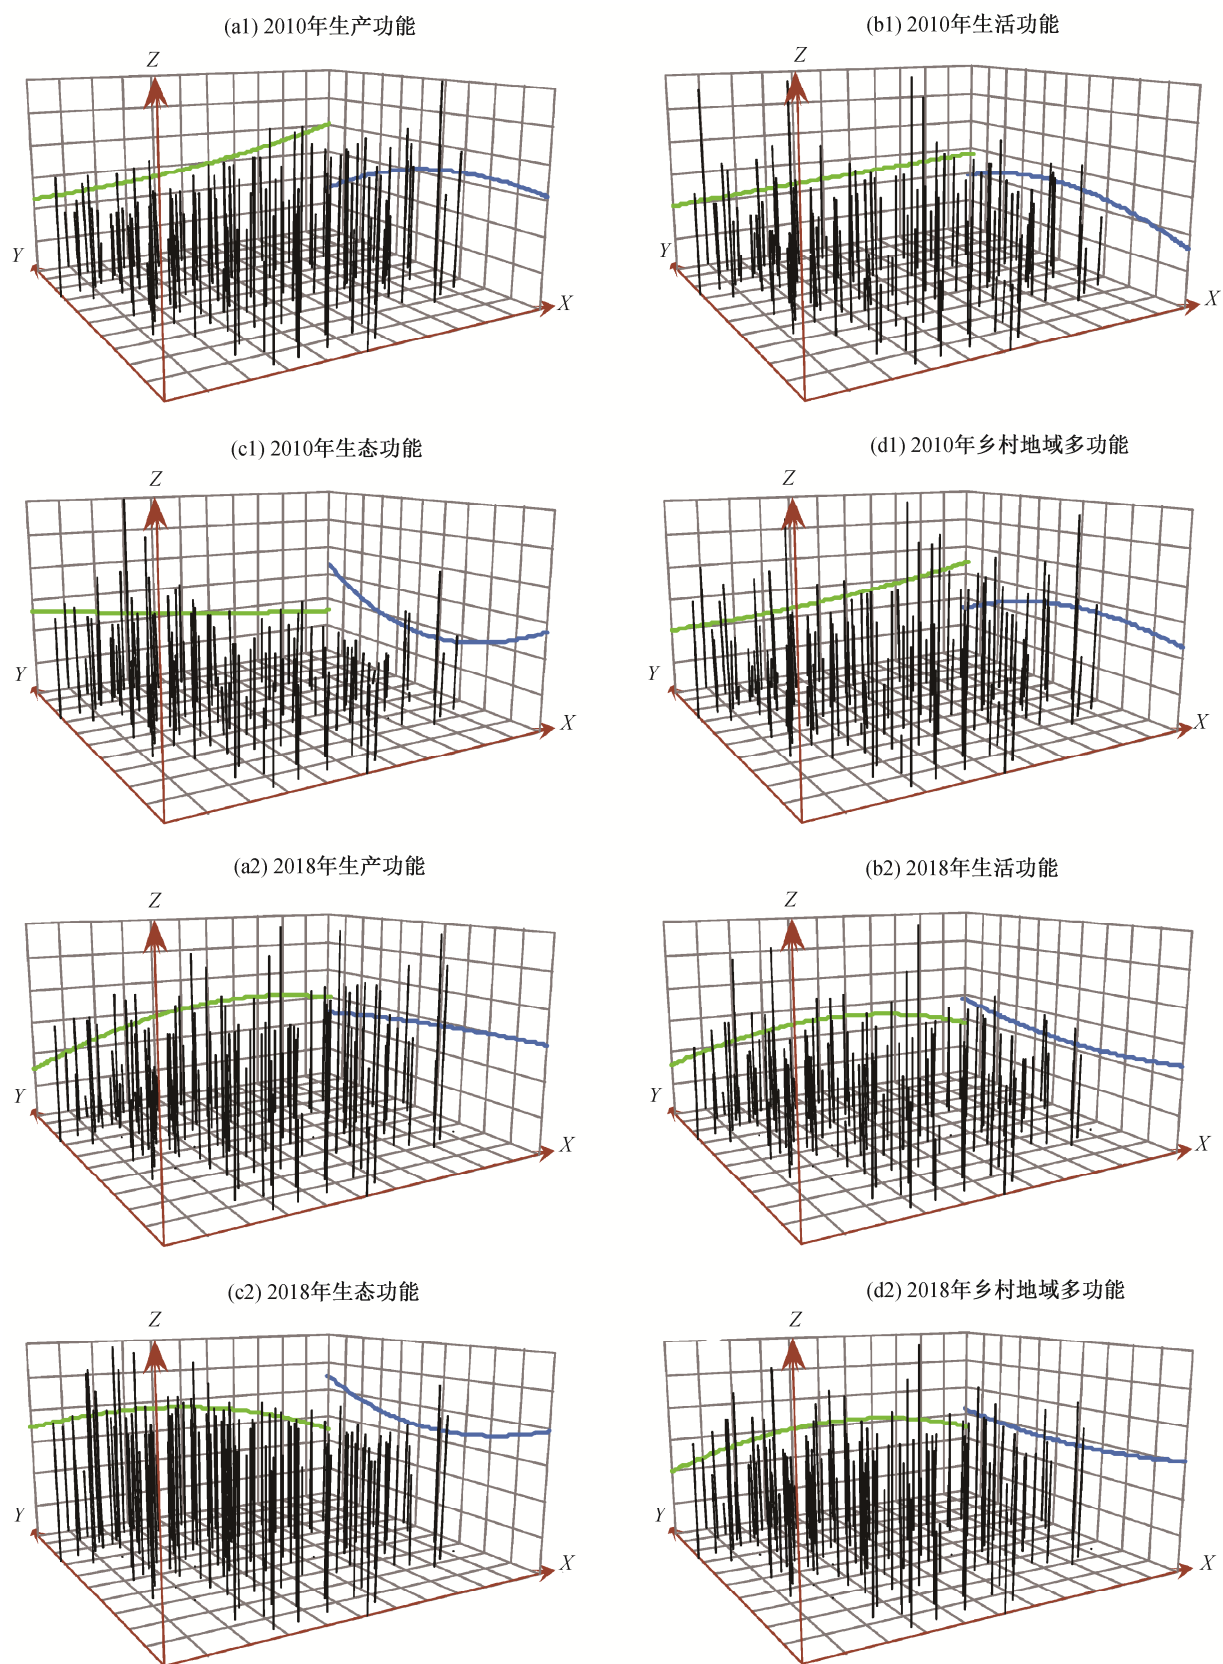 (a1) 2010年生产功能
(b1) 2010年生活功能
Z
Z
Y
X
Y
X
(c1) 2010年生态功能
(d1) 2010年乡村地域多功能
Z
Z
Y
X
Y
X
(a2) 2018年生产功能
(b2) 2018年生活功能
Z
Z
Y
X
Y
X
(c2) 2018年生态功能
(d2) 2018年乡村地域多功能
Z
Z
Y
X
Y
X